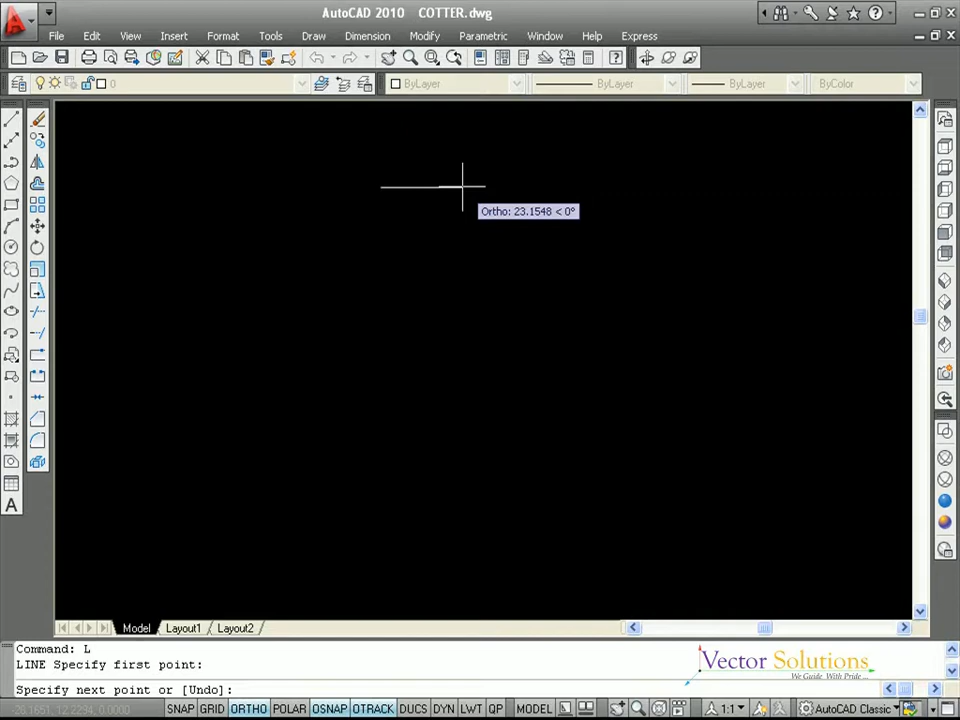 AutoCAD 2010 COTTER.dwg
File Edit View Insert Format Tools Draw Dimension Modify Parametric Window Help Express
0 ByLayer ByLayer ByLayer ByColor
Ortho: 23.1548 < 0°
A
Model Layout1 Layout2
Command: L
LINE Specify first point:
Specify next point or [Undo]:
Vector Solutions
We Guide With Pride ...
SNAP GRID ORTHO POLAR OSNAP OTRACK DUCS DYN LWT QP MODEL 1:1 AutoCAD Classic